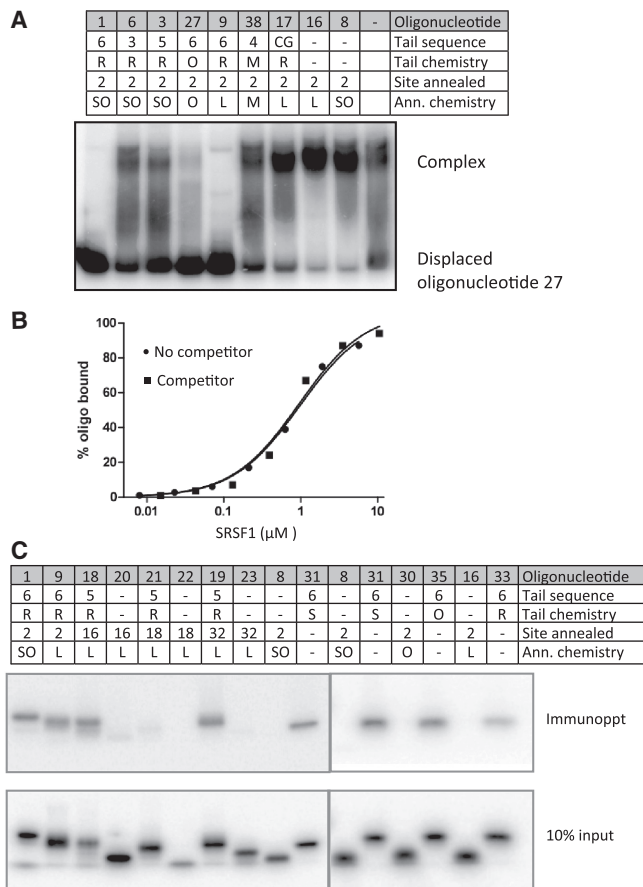 A
1 6 3 27 9 38 17 16 8 - Oligonucleotide
6 3 5 6 6 4 CG - - Tail sequence
R R R O R M R - - Tail chemistry
2 2 2 2 2 2 2 2 2 Site annealed
SO SO SO O L M L L SO Ann. chemistry
Complex
Displaced
oligonucleotide 27
B
100
80
60
40
20
0
% oligo bound
No competitor
Competitor
0.01 0.1 1 10
SRSF1 (μM )
C
1 9 18 20 21 22 19 23 8 31 8 31 30 35 16 33 Oligonucleotide
6 6 5 - 5 - 5 - - 6 - 6 - 6 - 6 Tail sequence
R R R - R - R - - S - S - O - R Tail chemistry
2 2 16 16 18 18 32 32 2 - 2 - 2 - 2 - Site annealed
SO L L L L L L L SO - SO - O - L - Ann. chemistry
Immunoppt
10% input